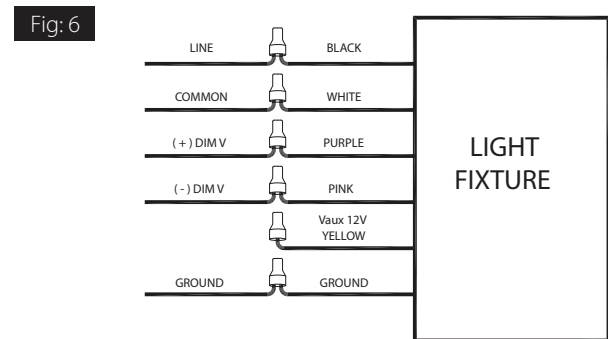 Fig: 6
LINE BLACK
COMMON WHITE
( + ) DIM V PURPLE
( - ) DIM V PINK
Vaux 12V
YELLOW
GROUND GROUND
LIGHT
FIXTURE